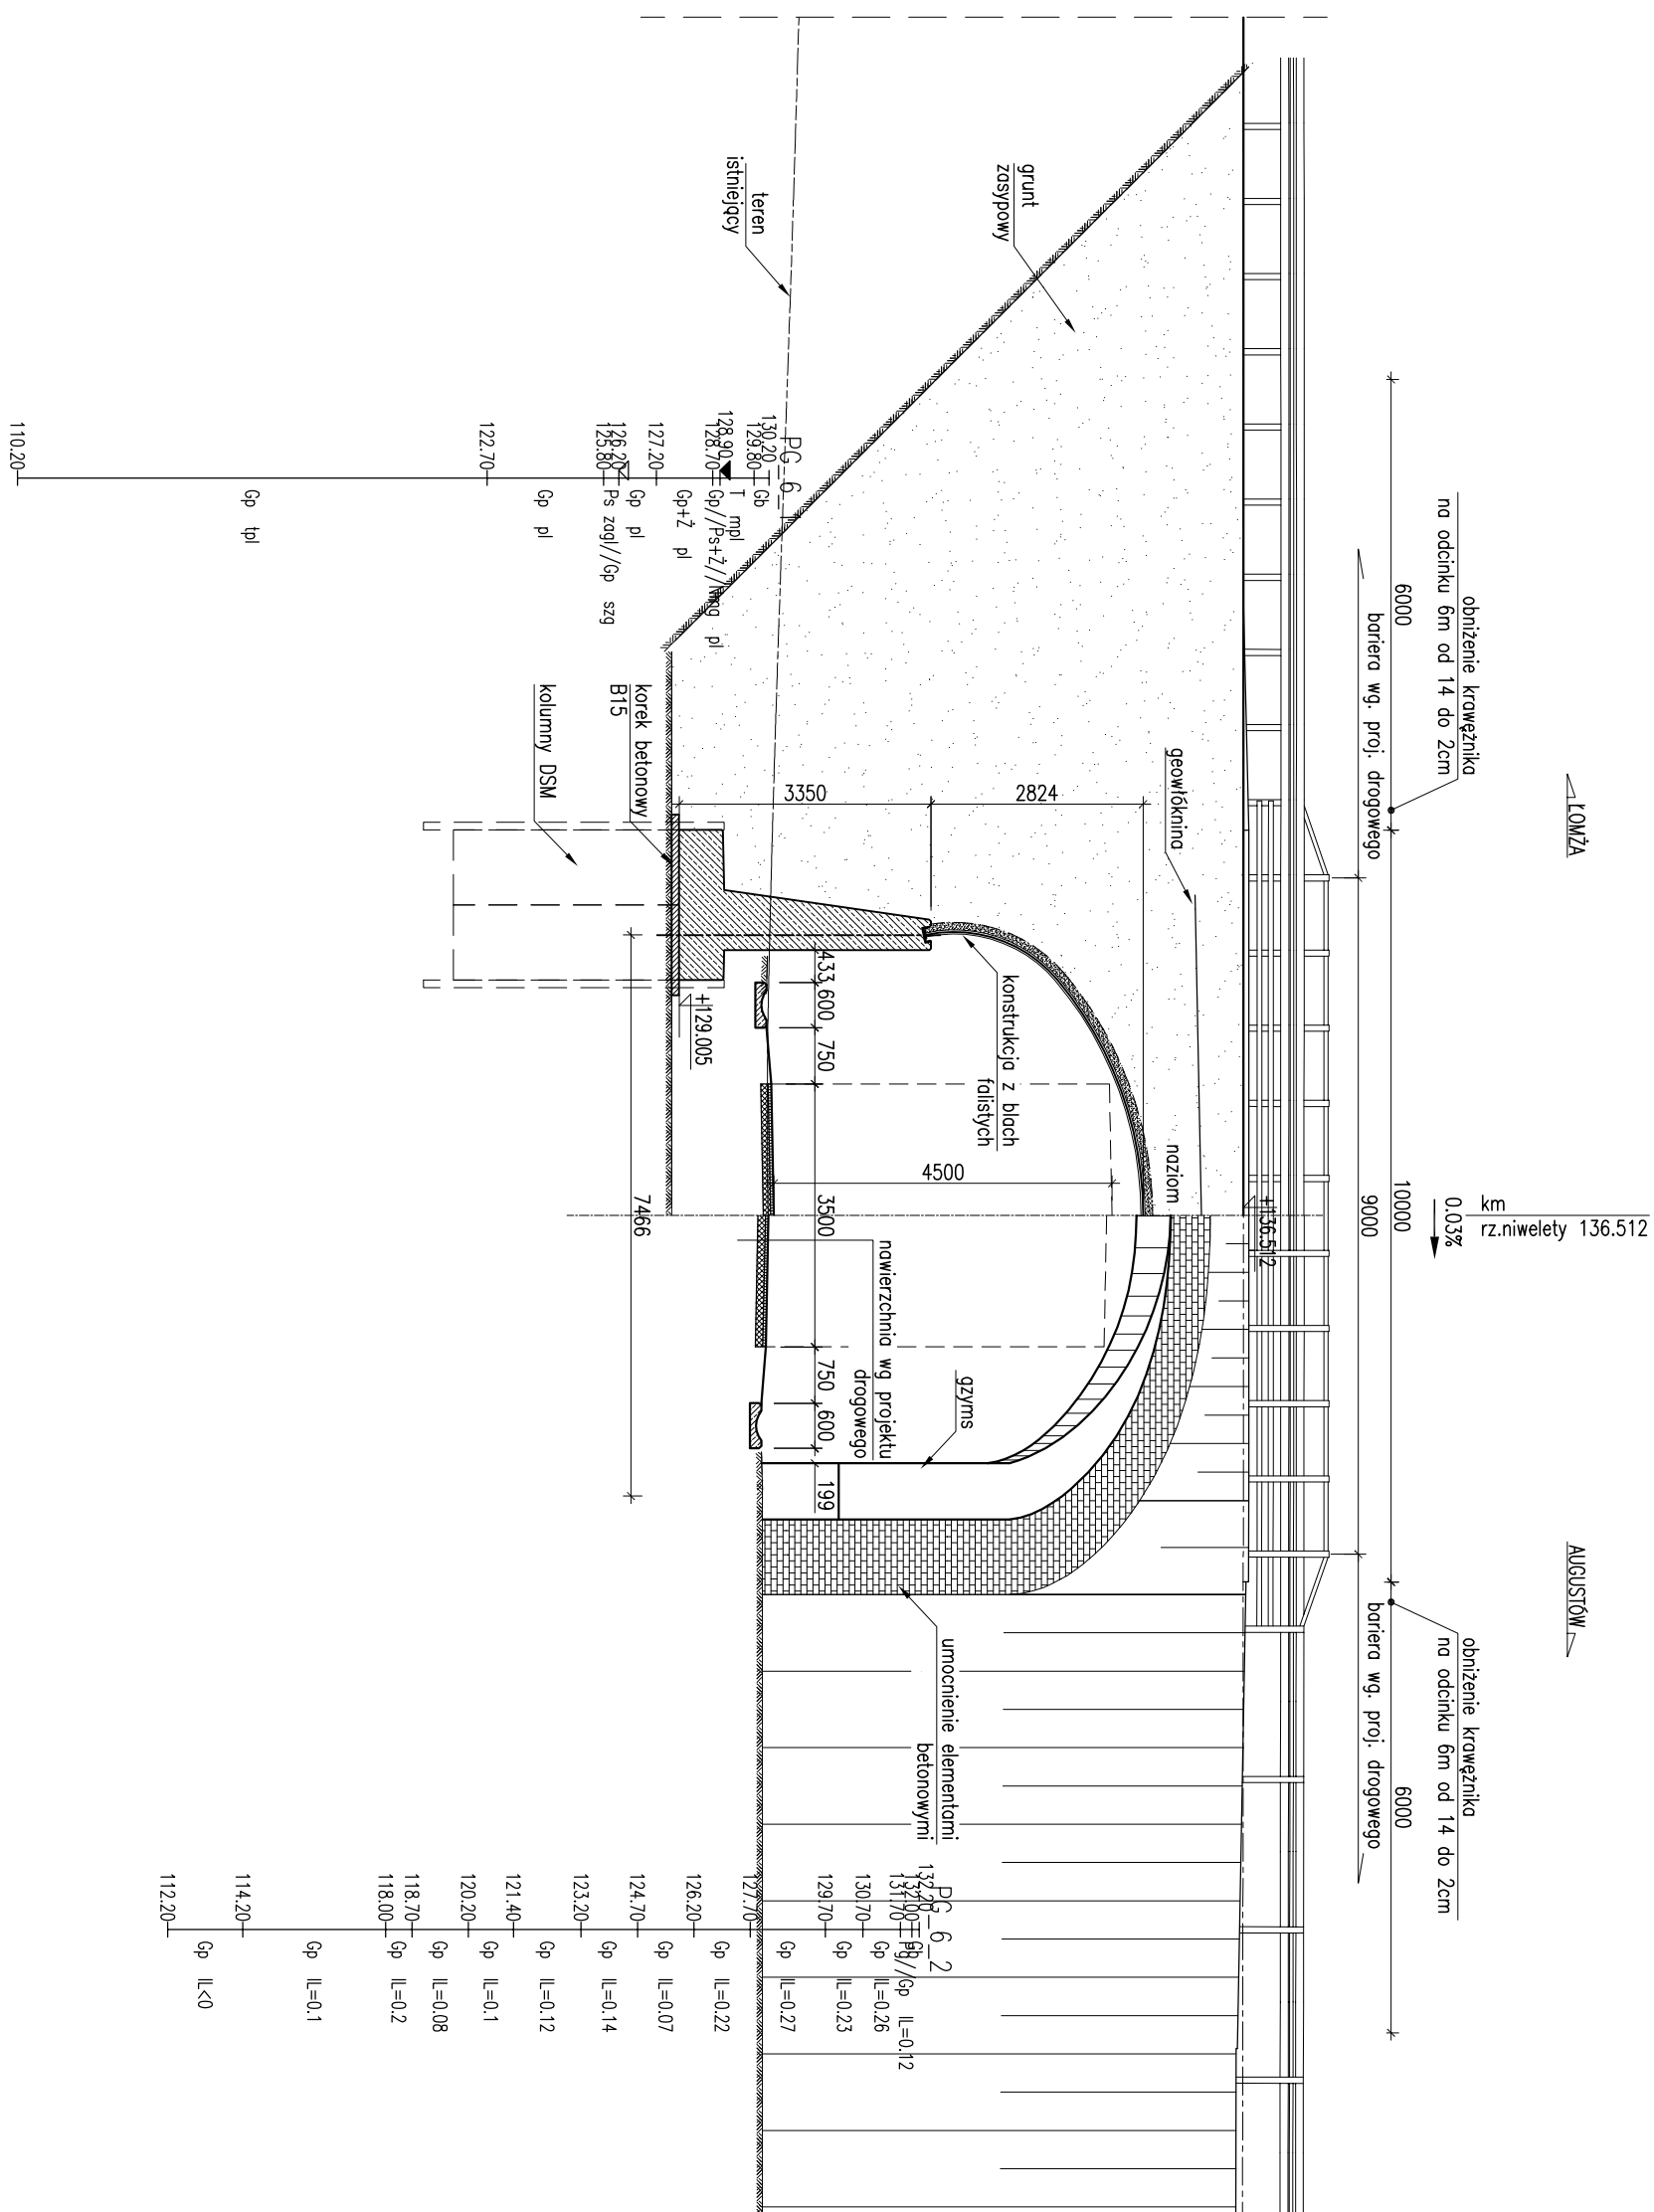 ŁOMŻA
AUGUSTÓW
km
rz.niwelety 136.512
0.03%
obniżenie krawężnika
na odcinku 6m od 14 do 2cm
obniżenie krawężnika
na odcinku 6m od 14 do 2cm
6000
10000
6000
bariera wg. proj. drogowego
9000
bariera wg. proj. drogowego
+136.512
geowłóknina
naziom
grunt
zasypowy
2824
3350
4500
konstrukcja z blach
falistych
gzyms
umocnienie elementami
betonowymi
nawierzchnia wg projektu
drogowego
433
600
750
3500
750
600
199
teren
istniejący
+129.005
7466
korek betonowy
B15
kolumny DSM
PG_6_1
130.20
129.80
Gb
128.90
T mpl
128.70
Gp//Ps+Ż//Nmg pl
127.20
Gp+Ż pl
126.20
Gp pl
125.80
Ps zagl//Gp szg
122.70
Gp pl
110.20
Gp tpl
PG_6_2
132.20
132.00
Gb
131.70
Pg//Gp IL=0.12
130.70
Gp IL=0.26
129.70
Gp IL=0.23
127.70
Gp IL=0.27
126.20
Gp IL=0.22
124.70
Gp IL=0.07
123.20
Gp IL=0.14
121.40
Gp IL=0.12
120.20
Gp IL=0.1
118.70
Gp IL=0.08
118.00
Gp IL=0.2
114.20
Gp IL=0.1
112.20
Gp IL<0